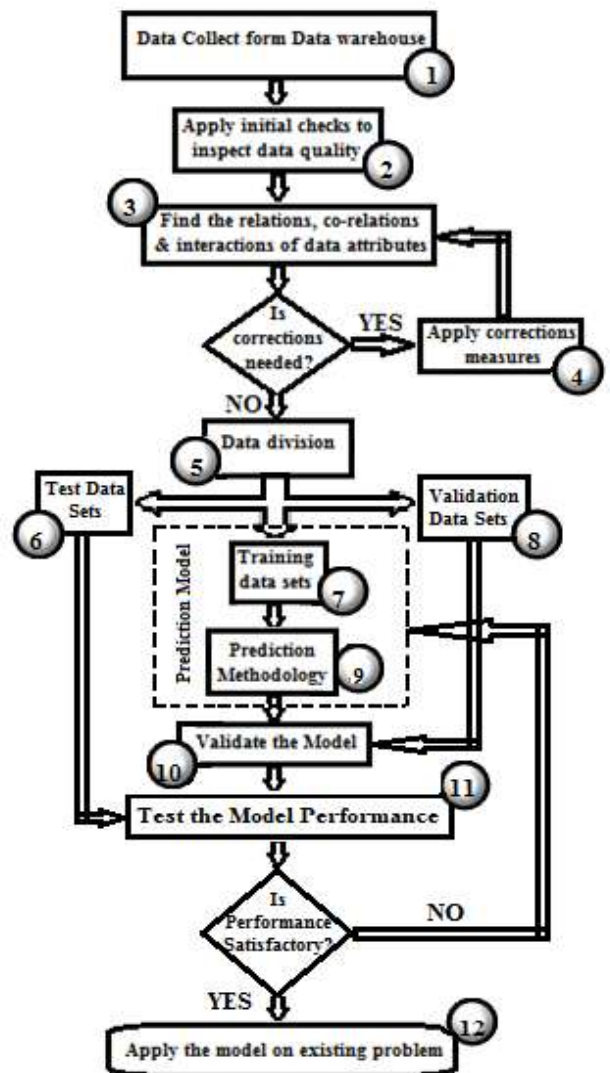 Data Collect form Data warehouse
1
Apply initial checks to
inspect data quality
2
3
Find the relations, co-relations
& interactions of data attributes
Is
corrections
needed?
YES
Apply corrections
measures
4
NO
Data division
5
Test Data
Sets
6
Validation
Data Sets
8
Prediction Model
Training
data sets
7
Prediction
Methodology
9
Validate the Model
10
11
Test the Model Performance
Is
Performance
Satisfactory?
NO
YES
12
Apply the model on existing problem